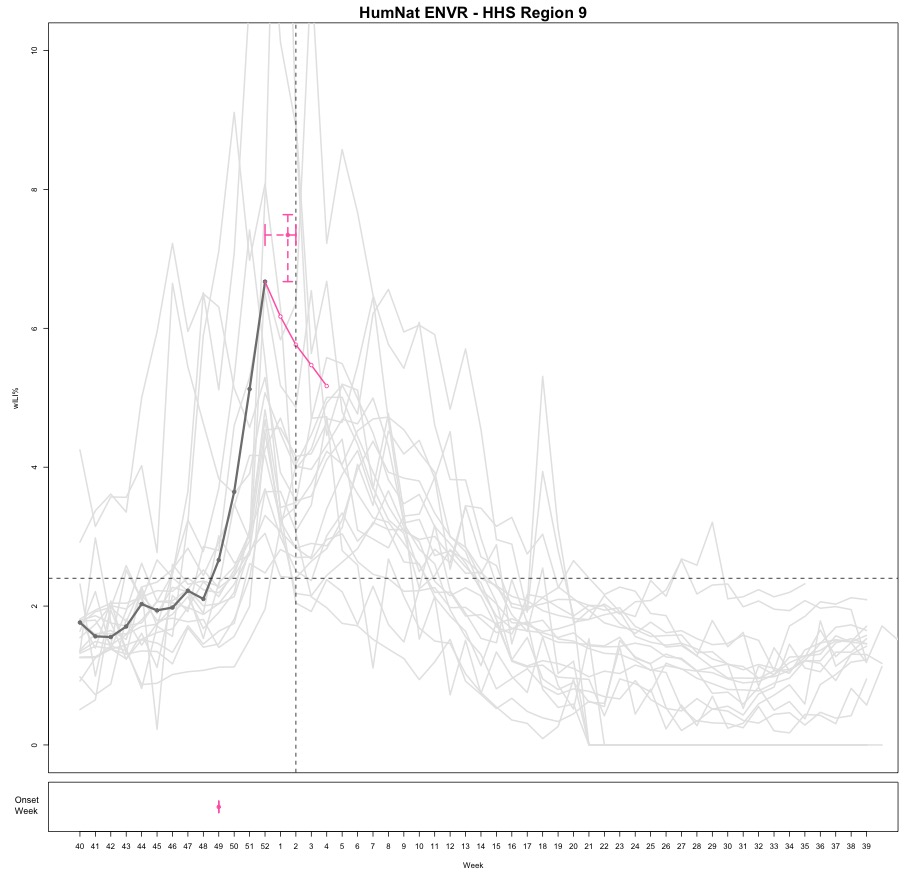 HumNat ENVR - HHS Region 9
10
8
6
4
2
0
wILI%
Onset
Week
40 41 42 43 44 45 46 47 48 49 50 51 52 1 2 3 4 5 6 7 8 9 10 11 12 13 14 15 16 17 18 19 20 21 22 23 24 25 26 27 28 29 30 31 32 33 34 35 36 37 38 39
Week